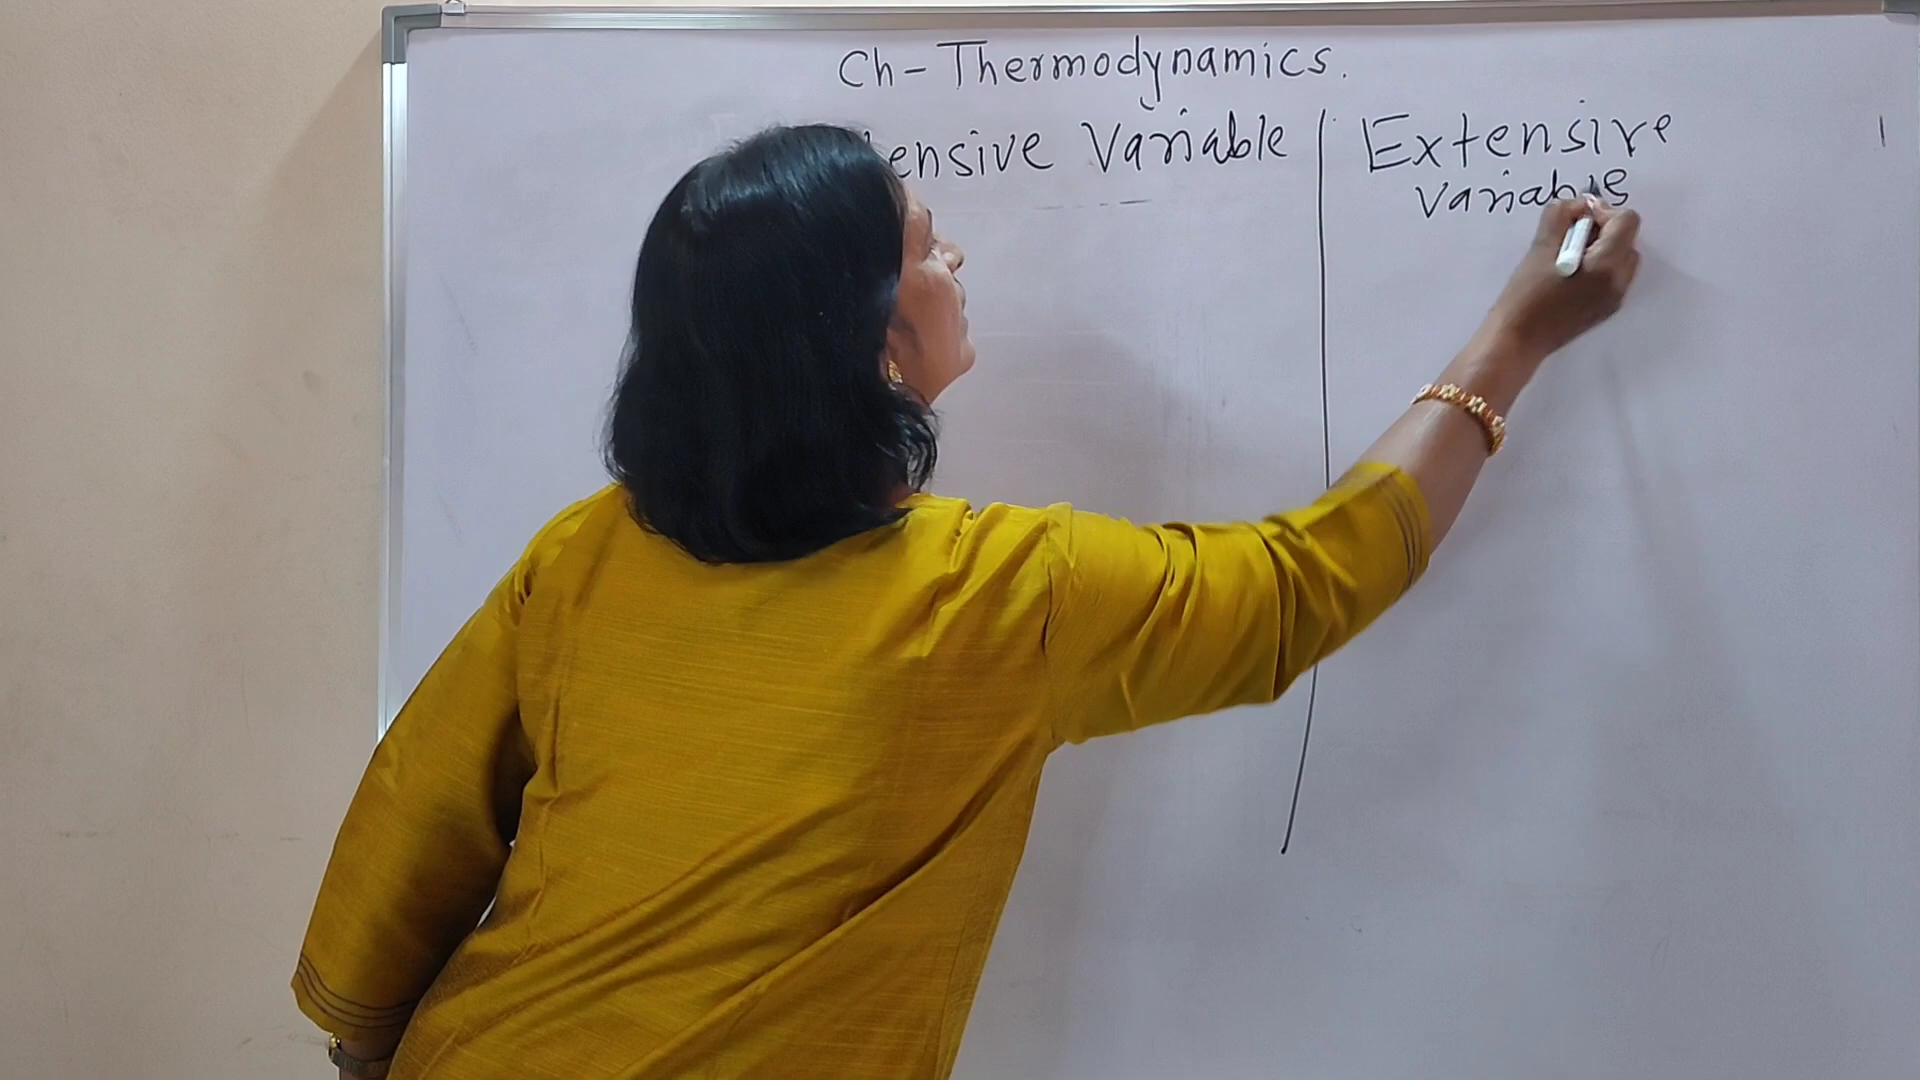 Ch - Thermodynamics.
ensive Variable
Extensive
variable